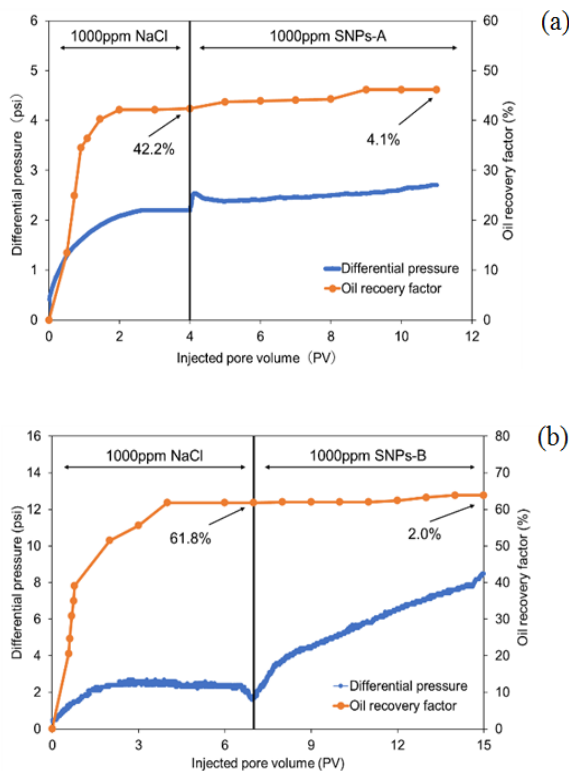 (a)
1000ppm NaCl
1000ppm SNPs-A
Differential pressure (psi)
6
5
4
3
2
1
0
60
50
40
30
20
10
0
Oil recovery factor (%)
42.2%
4.1%
Differential pressure
Oil recoery factor
0 2 4 6 8 10 12
Injected pore volume (PV)
(b)
1000ppm NaCl
1000ppm SNPs-B
Differential pressure (psi)
16
14
12
10
8
6
4
2
0
80
70
60
50
40
30
20
10
0
Oil recovery factor (%)
61.8%
2.0%
Differential pressure
Oil recovery factor
0 3 6 9 12 15
Injected pore volume (PV)